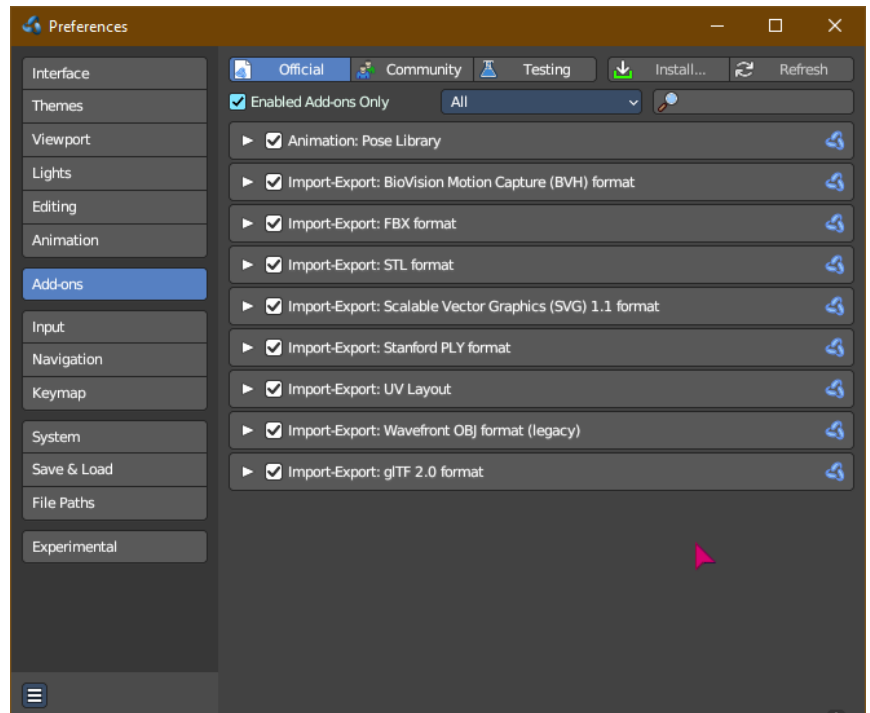 Preferences
Interface
Themes
Viewport
Lights
Editing
Animation
Add-ons
Input
Navigation
Keymap
System
Save & Load
File Paths
Experimental
Official Community Testing Install... Refresh
Enabled Add-ons Only All
Animation: Pose Library
Import-Export: BioVision Motion Capture (BVH) format
Import-Export: FBX format
Import-Export: STL format
Import-Export: Scalable Vector Graphics (SVG) 1.1 format
Import-Export: Stanford PLY format
Import-Export: UV Layout
Import-Export: Wavefront OBJ format (legacy)
Import-Export: glTF 2.0 format